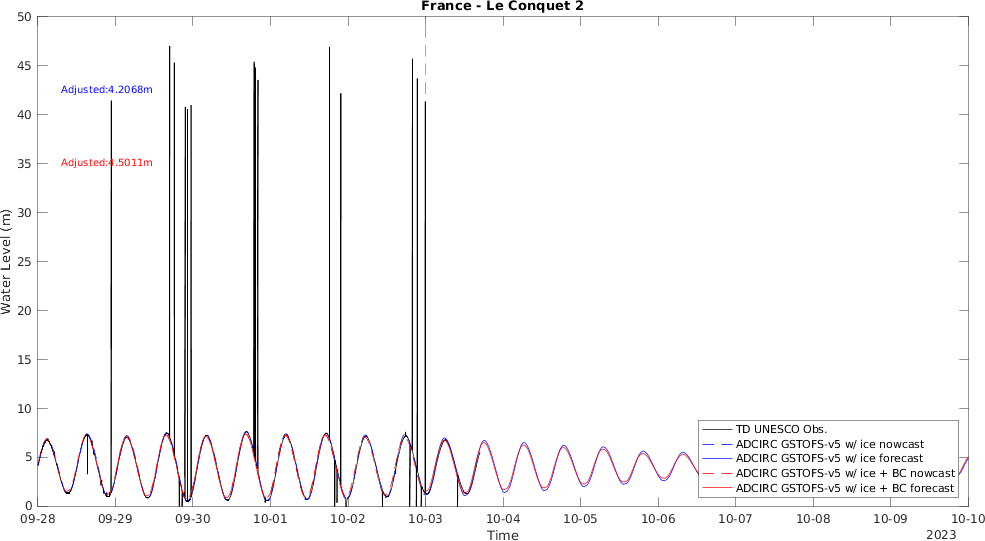 France - Le Conquet 2
50
45
40
35
30
25
20
15
10
5
0
Water Level (m)
Adjusted:4.2068m
Adjusted:4.5011m
TD UNESCO Obs.
ADCIRC GSTOFS-v5 w/ ice nowcast
ADCIRC GSTOFS-v5 w/ ice forecast
ADCIRC GSTOFS-v5 w/ ice + BC nowcast
ADCIRC GSTOFS-v5 w/ ice + BC forecast
09-28 09-29 09-30 10-01 10-02 10-03 10-04 10-05 10-06 10-07 10-08 10-09 10-10
Time
2023